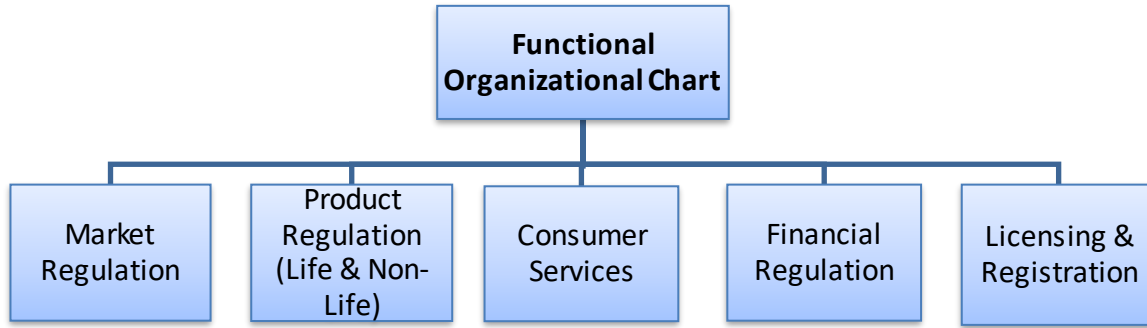 Functional
Organizational Chart
Market
Regulation
Product
Regulation
(Life & Non-
Life)
Consumer
Services
Financial
Regulation
Licensing &
Registration